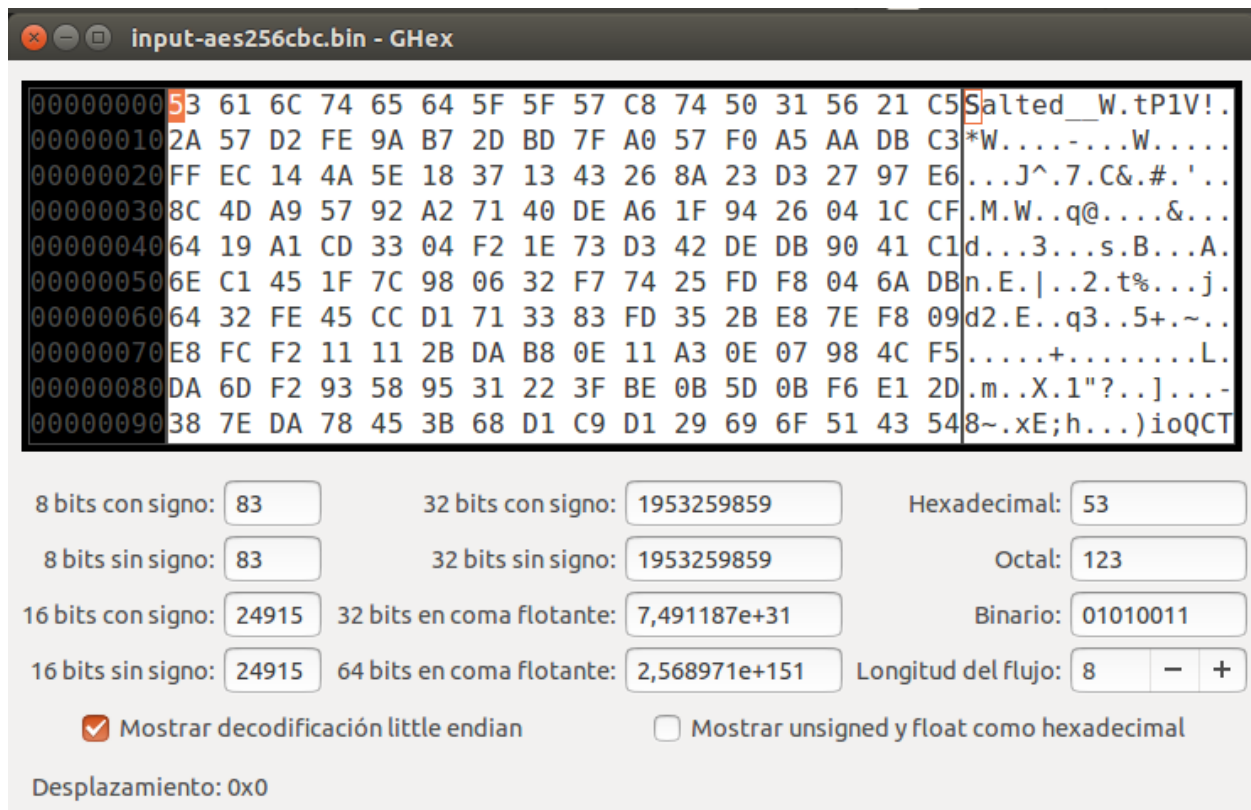 input-aes256cbc.bin - GHex
00000000 53 61 6C 74 65 64 5F 5F 57 C8 74 50 31 56 21 C5 Salted__W.tP1V!.
00000010 2A 57 D2 FE 9A B7 2D BD 7F A0 57 F0 A5 AA DB C3 *W....-...W.....
00000020 FF EC 14 4A 5E 18 37 13 43 26 8A 23 D3 27 97 E6 ...J^.7.C&.#.'..
00000030 8C 4D A9 57 92 A2 71 40 DE A6 1F 94 26 04 1C CF .M.W..q@....&...
00000040 64 19 A1 CD 33 04 F2 1E 73 D3 42 DE DB 90 41 C1 d...3...s.B...A.
00000050 6E C1 45 1F 7C 98 06 32 F7 74 25 FD F8 04 6A DB n.E.|..2.t%...j.
00000060 64 32 FE 45 CC D1 71 33 83 FD 35 2B E8 7E F8 09 d2.E..q3..5+.~..
00000070 E8 FC F2 11 11 2B DA B8 0E 11 A3 0E 07 98 4C F5 .....+........L.
00000080 DA 6D F2 93 58 95 31 22 3F BE 0B 5D 0B F6 E1 2D .m..X.1"?..]...-
00000090 38 7E DA 78 45 3B 68 D1 C9 D1 29 69 6F 51 43 54 8~.xE;h...)ioQCT
8 bits con signo: 83 32 bits con signo: 1953259859 Hexadecimal: 53
8 bits sin signo: 83 32 bits sin signo: 1953259859 Octal: 123
16 bits con signo: 24915 32 bits en coma flotante: 7,491187e+31 Binario: 01010011
16 bits sin signo: 24915 64 bits en coma flotante: 2,568971e+151 Longitud del flujo: 8 − +
Mostrar decodificación little endian Mostrar unsigned y float como hexadecimal
Desplazamiento: 0x0